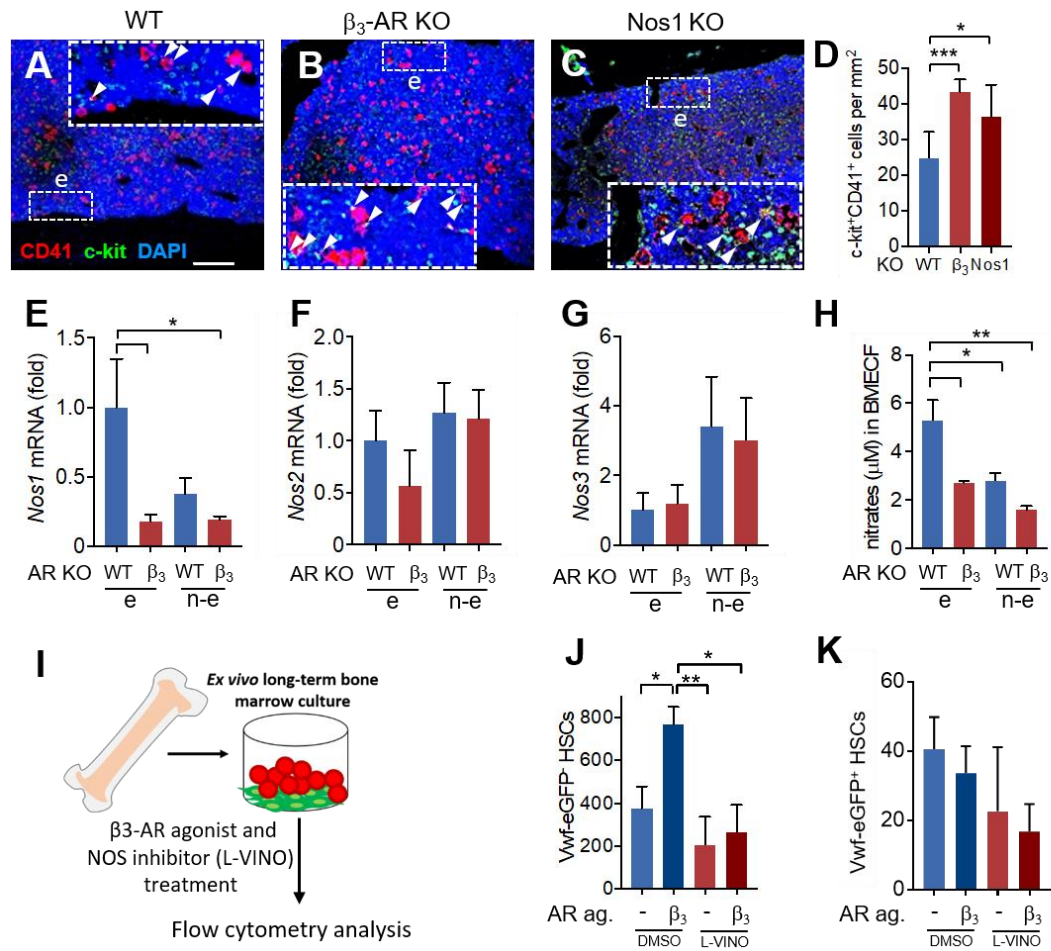 WT
β₃-AR KO
Nos1 KO
A
e
CD41 c-kit DAPI
B
e
C
e
D
c-kit⁺CD41⁺ cells per mm²
50
40
30
20
10
0
***
*
KO WT β₃ Nos1
E
Nos1 mRNA (fold)
1.5
1.0
0.5
0
*
AR KO WT β₃ WT β₃
e n-e
F
Nos2 mRNA (fold)
2.0
1.5
1.0
0.5
0
AR KO WT β₃ WT β₃
e n-e
G
Nos3 mRNA (fold)
6
4
2
0
AR KO WT β₃ WT β₃
e n-e
H
nitrates (μM) in BMECF
8
6
4
2
0
**
*
AR KO WT β₃ WT β₃
e n-e
I
Ex vivo long-term bone
marrow culture
β3-AR agonist and
NOS inhibitor (L-VINO)
treatment
Flow cytometry analysis
J
Vwf-eGFP⁻ HSCs
800
600
400
200
0
*
*
**
AR ag. - β₃ - β₃
DMSO L-VINO
K
Vwf-eGFP⁺ HSCs
60
40
20
0
AR ag. - β₃ - β₃
DMSO L-VINO